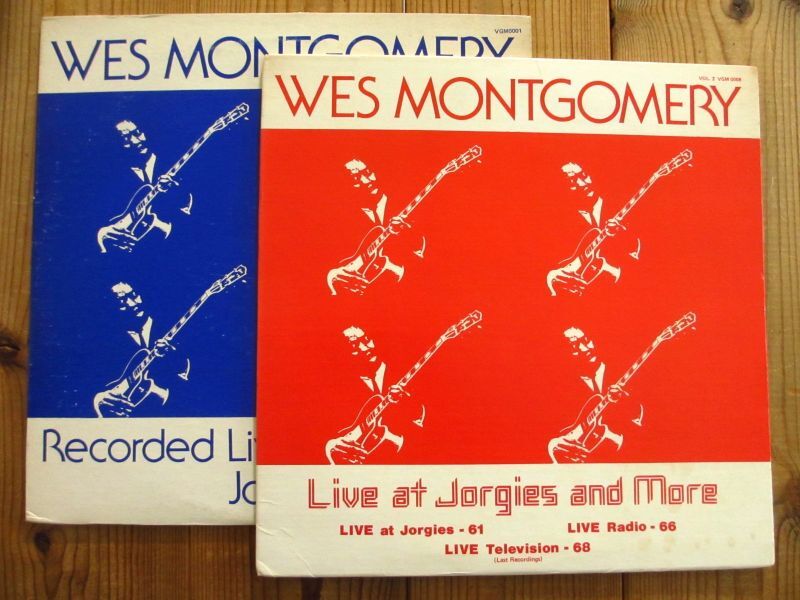 VGM0001
WES MONTGOMERY
Recorded Li
Jo
VOL. 2 VGM 0008
WES MONTGOMERY
Live at Jorgies and More
LIVE at Jorgies - 61 LIVE Radio - 66
LIVE Television - 68
(Last Recordings)